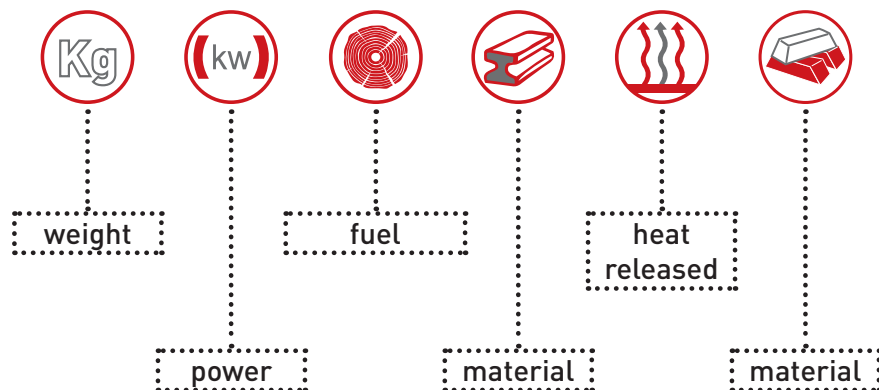 Kg
(kw)
weight
fuel
heat
released
power
material
material